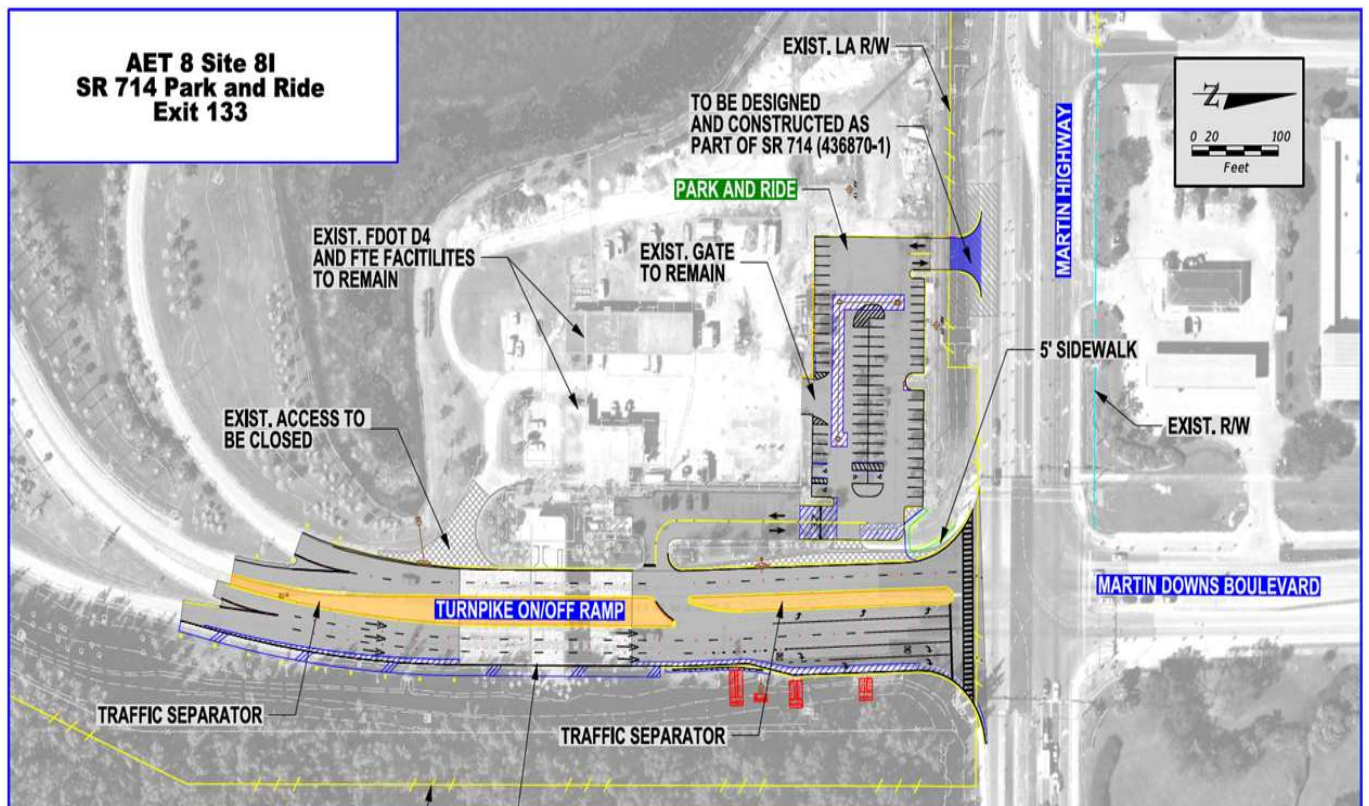 AET 8 Site 8I
SR 714 Park and Ride
Exit 133
EXIST. LA R/W
TO BE DESIGNED
AND CONSTRUCTED AS
PART OF SR 714 (436870-1)
PARK AND RIDE
MARTIN HIGHWAY
Z
0 20 100
Feet
EXIST. FDOT D4
AND FTE FACITILITES
TO REMAIN
EXIST. GATE
TO REMAIN
5' SIDEWALK
EXIST. R/W
EXIST. ACCESS TO
BE CLOSED
MARTIN DOWNS BOULEVARD
TURNPIKE ON/OFF RAMP
TRAFFIC SEPARATOR
TRAFFIC SEPARATOR